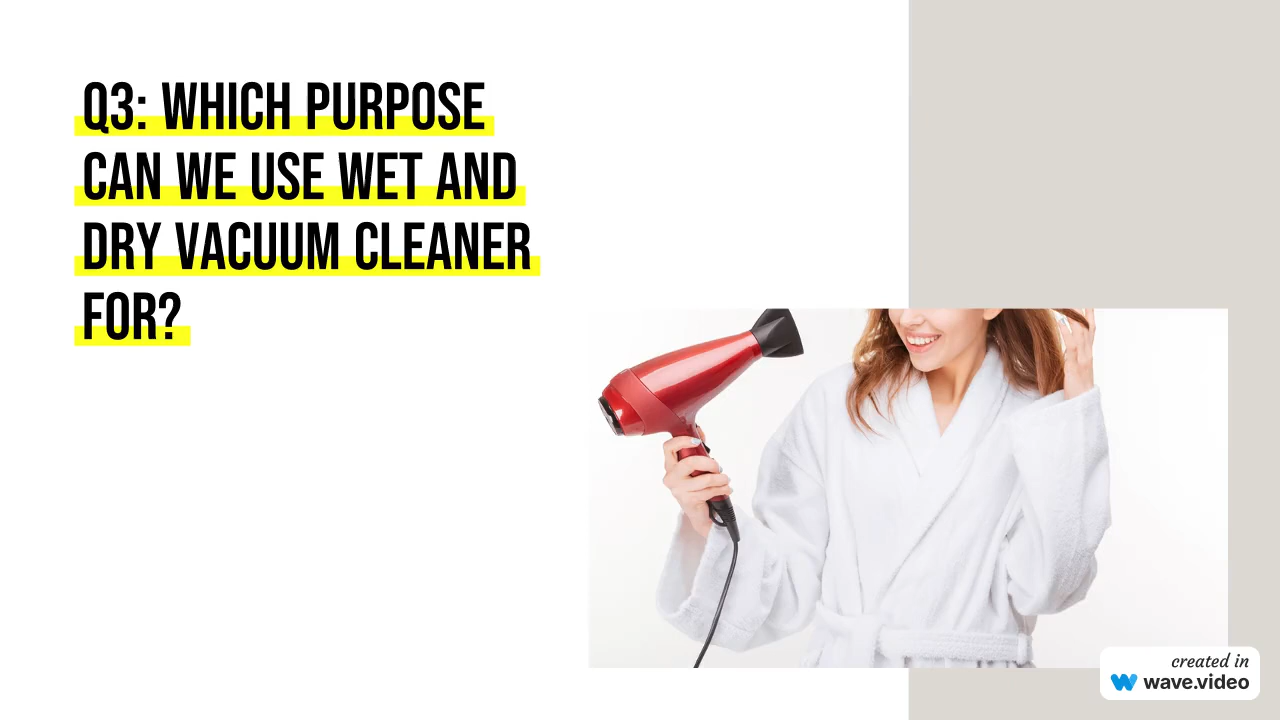 Q3: WHICH PURPOSE
CAN WE USE WET AND
DRY VACUUM CLEANER
FOR?
created in
wave.video